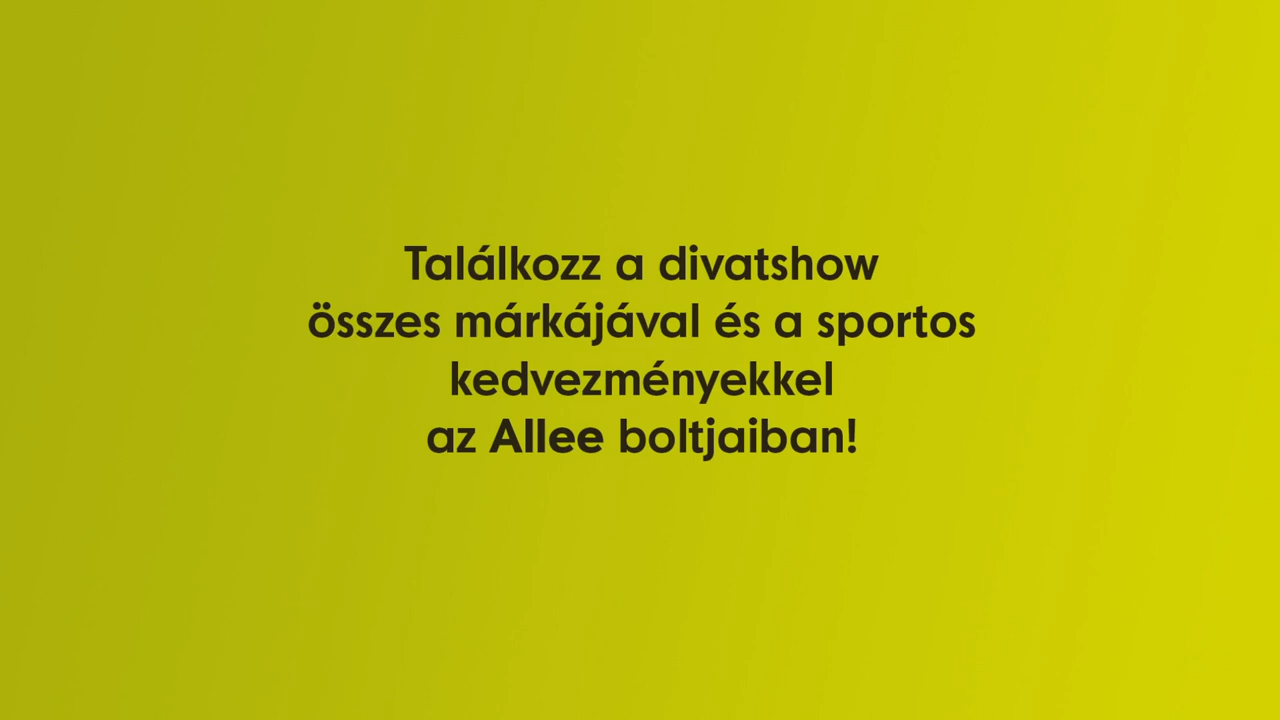 Találkozz a divatshow
összes márkájával és a sportos
kedvezményekkel
az Allee boltjaiban!